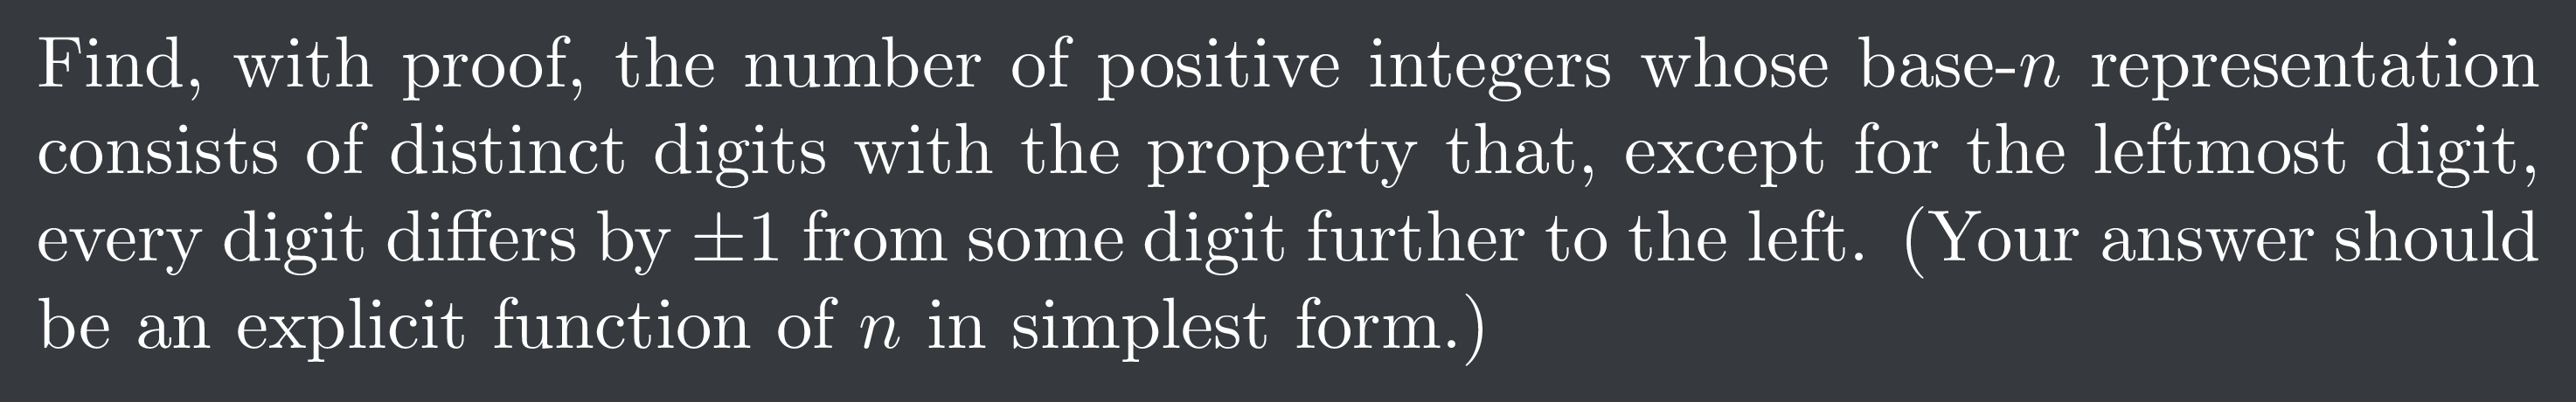 Find, with proof, the number of positive integers whose base-n representation
consists of distinct digits with the property that, except for the leftmost digit,
every digit differs by ±1 from some digit further to the left. (Your answer should
be an explicit function of n in simplest form.)